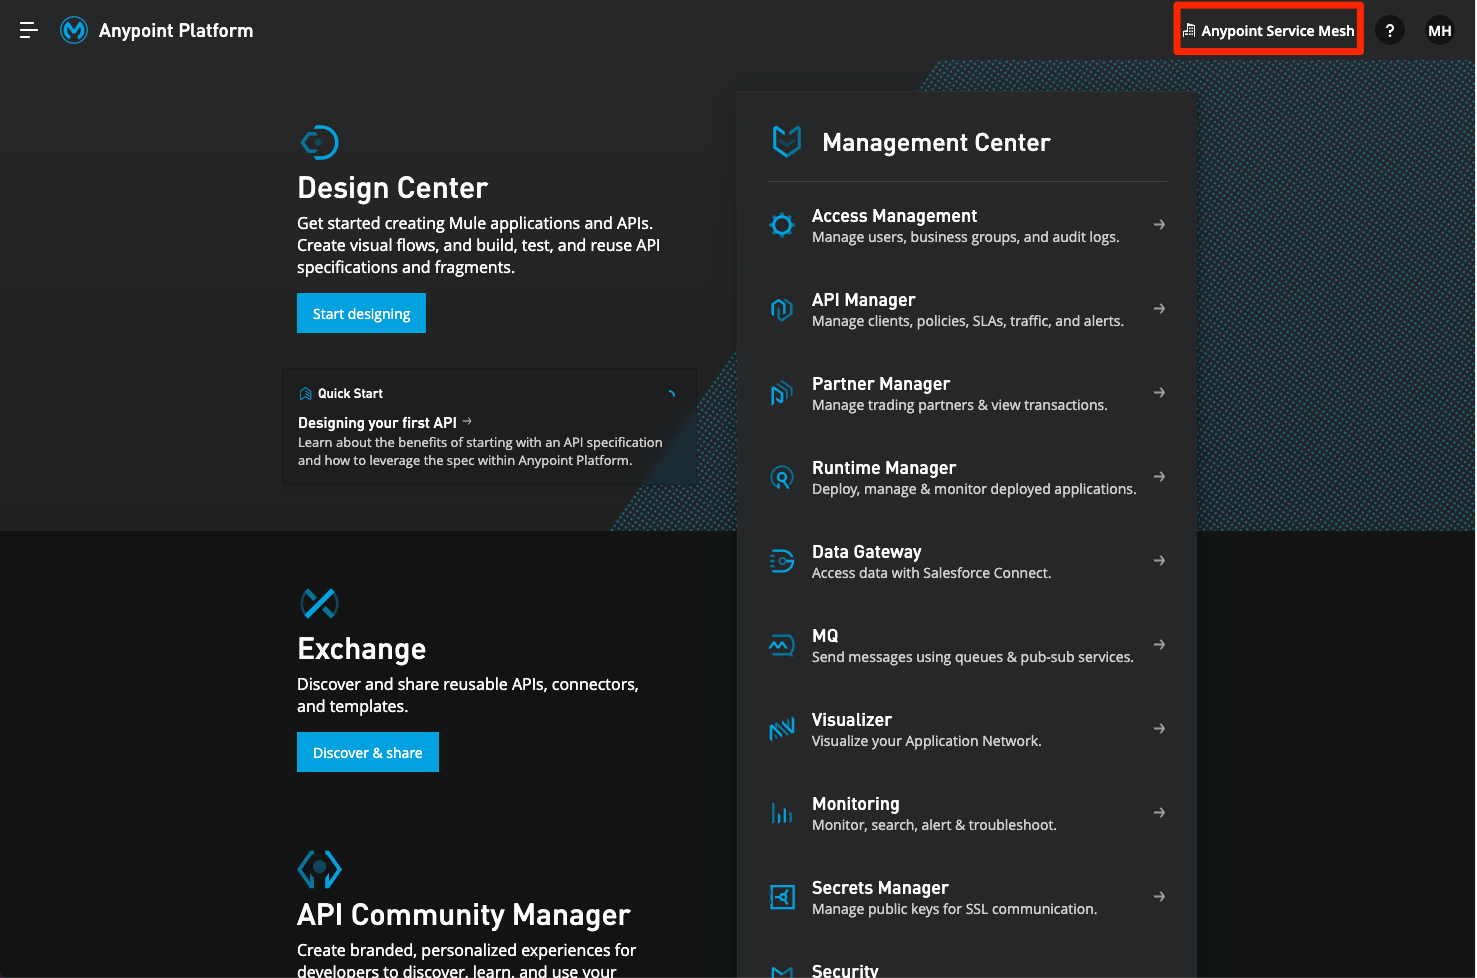 Anypoint Platform
Anypoint Service Mesh
?
MH
Design Center
Get started creating Mule applications and APIs.
Create visual flows, and build, test, and reuse API
specifications and fragments.
Start designing
Quick Start
Designing your first API →
Learn about the benefits of starting with an API specification
and how to leverage the spec within Anypoint Platform.
Exchange
Discover and share reusable APIs, connectors,
and templates.
Discover & share
API Community Manager
Create branded, personalized experiences for
developers to discover, learn, and use your
Management Center
Access Management
Manage users, business groups, and audit logs.
API Manager
Manage clients, policies, SLAs, traffic, and alerts.
Partner Manager
Manage trading partners & view transactions.
Runtime Manager
Deploy, manage & monitor deployed applications.
Data Gateway
Access data with Salesforce Connect.
MQ
Send messages using queues & pub-sub services.
Visualizer
Visualize your Application Network.
Monitoring
Monitor, search, alert & troubleshoot.
Secrets Manager
Manage public keys for SSL communication.
Security